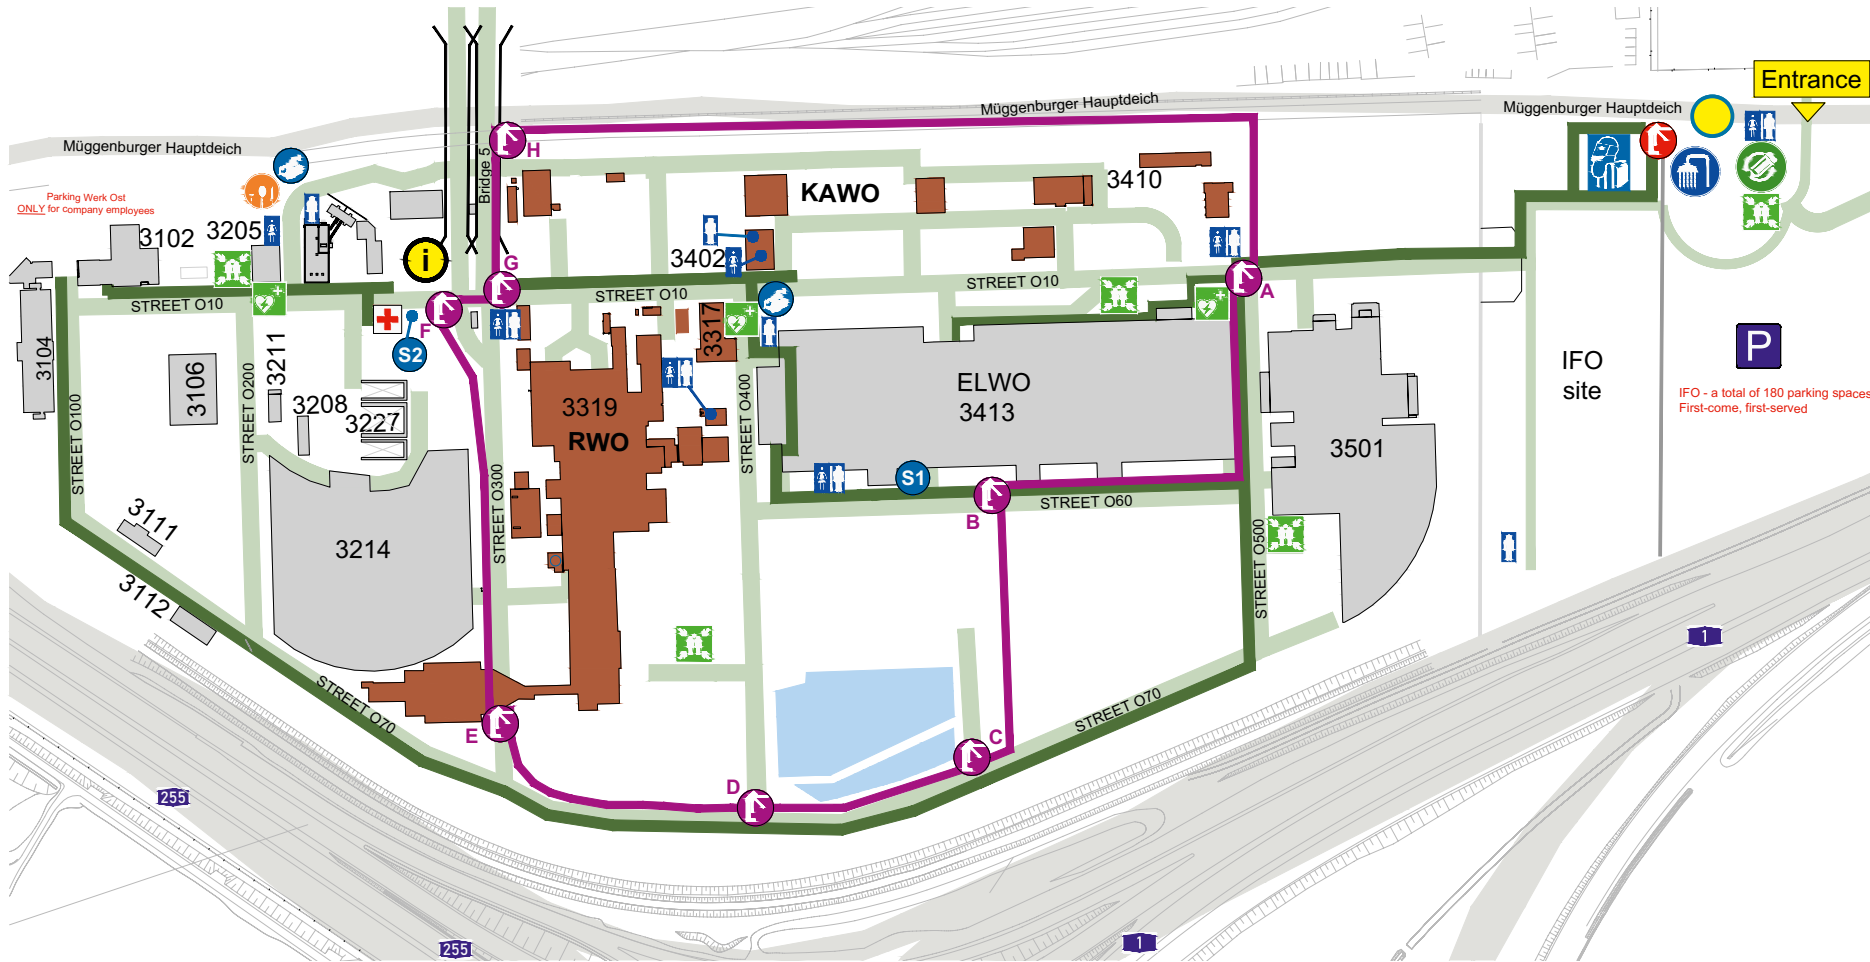 Entrance
Müggenburger Hauptdeich
Müggenburger Hauptdeich
Müggenburger Hauptdeich
H
Bridge 5
KAWO
3410
Parking Werk Ost
ONLY for company employees
3102
3205
3402
i
G
A
STREET O10
STREET O10
STREET O10
F
S2
3317
3104
3106
3211
3208
3227
STREET O100
STREET O200
STREET O300
STREET O400
STREET O500
3319
RWO
ELWO
3413
3501
IFO
site
P
IFO - a total of 180 parking spaces
First-come, first-served
S1
B
STREET O60
3111
3112
3214
STREET O70
STREET O70
E
D
C
1
255
255
1